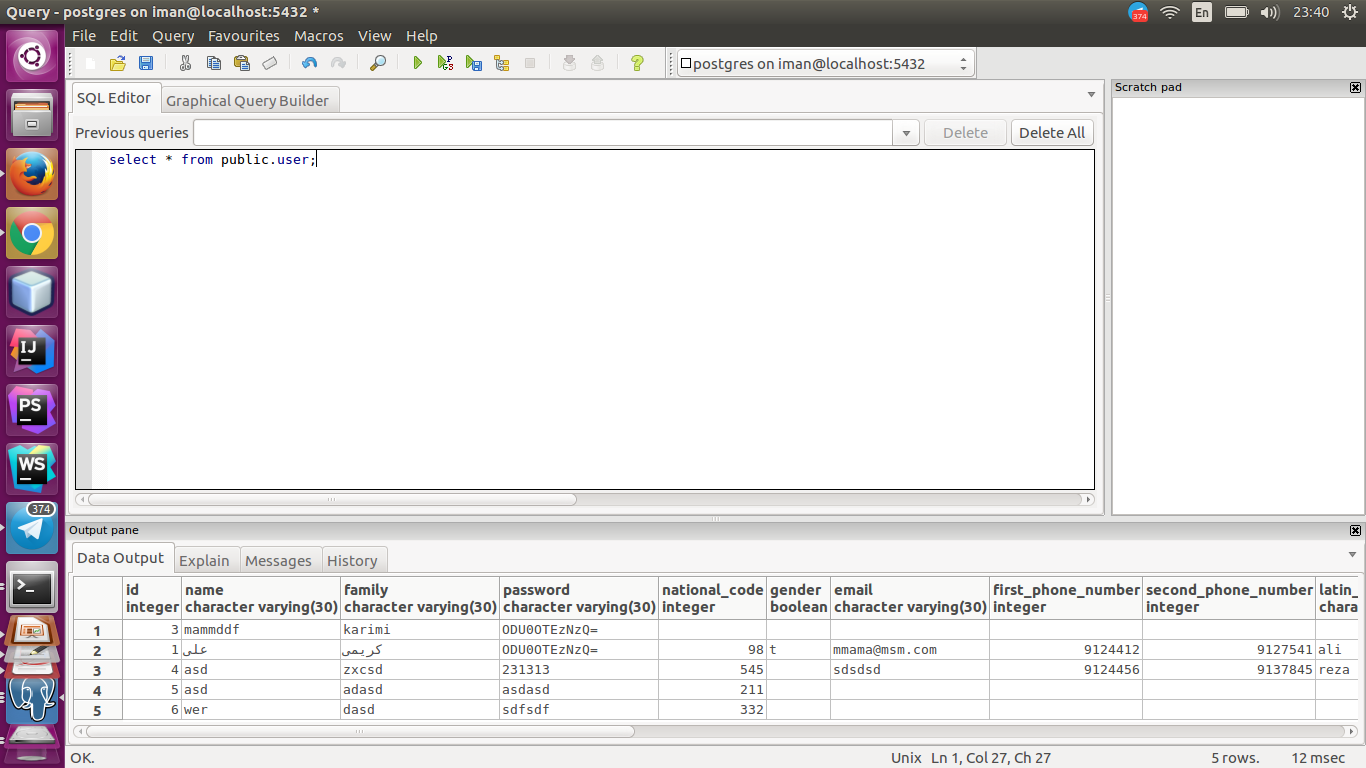 Query - postgres on iman@localhost:5432 *
374
En
23:40
File Edit Query Favourites Macros View Help
postgres on iman@localhost:5432
SQL Editor Graphical Query Builder
Scratch pad
Previous queries Delete Delete All
select * from public.user;
IJ
PS
WS
374
Output pane
Data Output Explain Messages History
id name family password national_code gender email first_phone_number second_phone_number latin_
integer character varying(30) character varying(30) character varying(30) integer boolean character varying(30) integer integer chara
1 3 mammddf karimi ODU0OTEzNzQ=
2 1 علی کریمی ODU0OTEzNzQ= 98 t mmama@msm.com 9124412 9127541 ali
3 4 asd zxcsd 231313 545 sdsdsd 9124456 9137845 reza
4 5 asd adasd asdasd 211
5 6 wer dasd sdfsdf 332
OK. Unix Ln 1, Col 27, Ch 27 5 rows. 12 msec